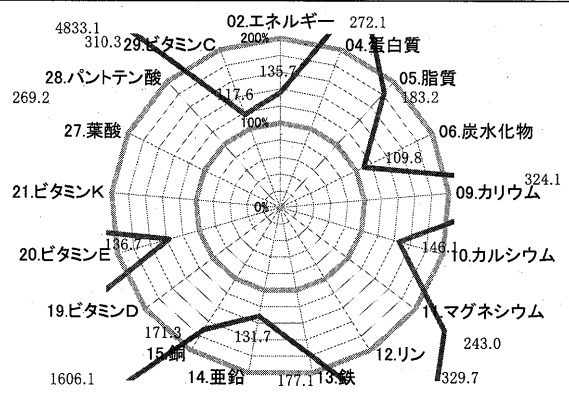 02.エネルギー
272.1
4833.1
310.3
29.ビタミンC
200%
04.蛋白質
28.パントテン酸
135.7
05.脂質
269.2
117.6
183.2
100%
27.葉酸
06.炭水化物
109.8
324.1
21.ビタミンK
09.カリウム
0%
136.7
146.1
20.ビタミンE
10.カルシウム
19.ビタミンD
11.マグネシウム
171.3
131.7
243.0
15.銅
12.リン
1606.1
14.亜鉛
177.1
13.鉄
329.7